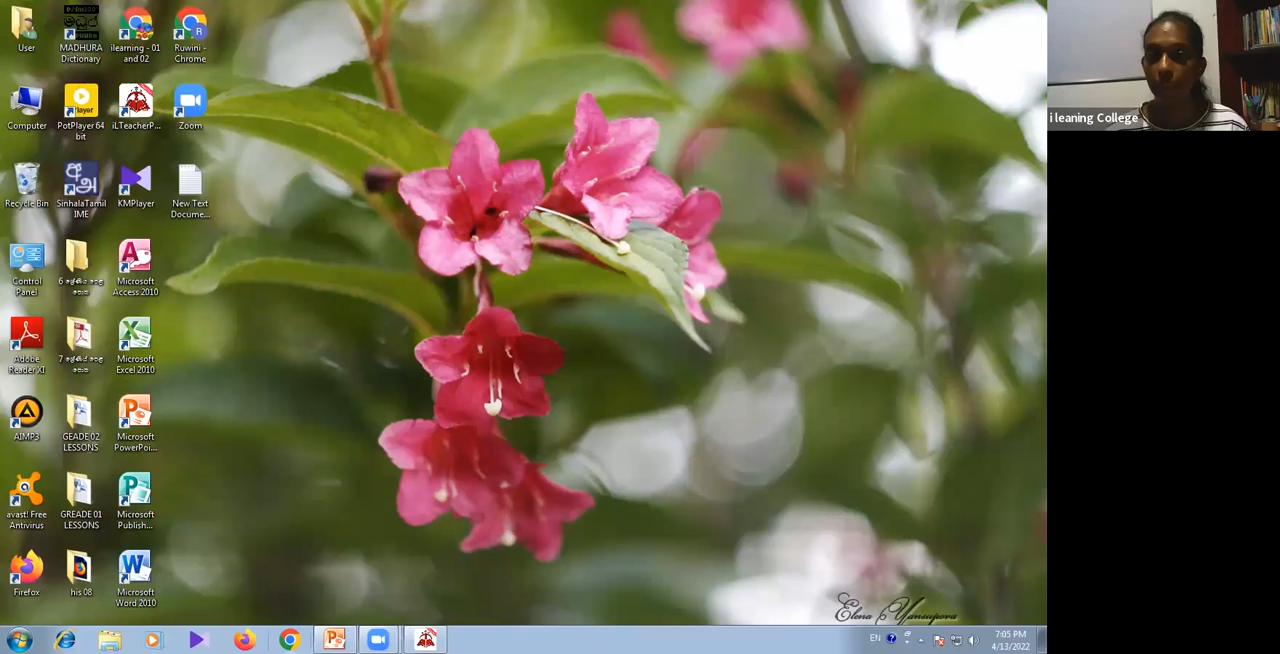 User
MADHURA
Dictionary
ilearning - 01
and 02
Ruwini -
Chrome
Computer
PotPlayer 64
bit
iLTeacherP...
Zoom
Recycle Bin
SinhalaTamil
IME
KMPlayer
New Text
Docume...
Control
Panel
6 ශ්‍රේණිය පෙළ
පොත
Microsoft
Access 2010
Adobe
Reader XI
7 ශ්‍රේණිය පෙළ
පොත
Microsoft
Excel 2010
AIMP3
GEADE 02
LESSONS
Microsoft
PowerPoi...
avast! Free
Antivirus
GREADE 01
LESSONS
Microsoft
Publish...
Firefox
his 08
Microsoft
Word 2010
i leaning College
Elena Yansupova
EN
7:05 PM
4/13/2022